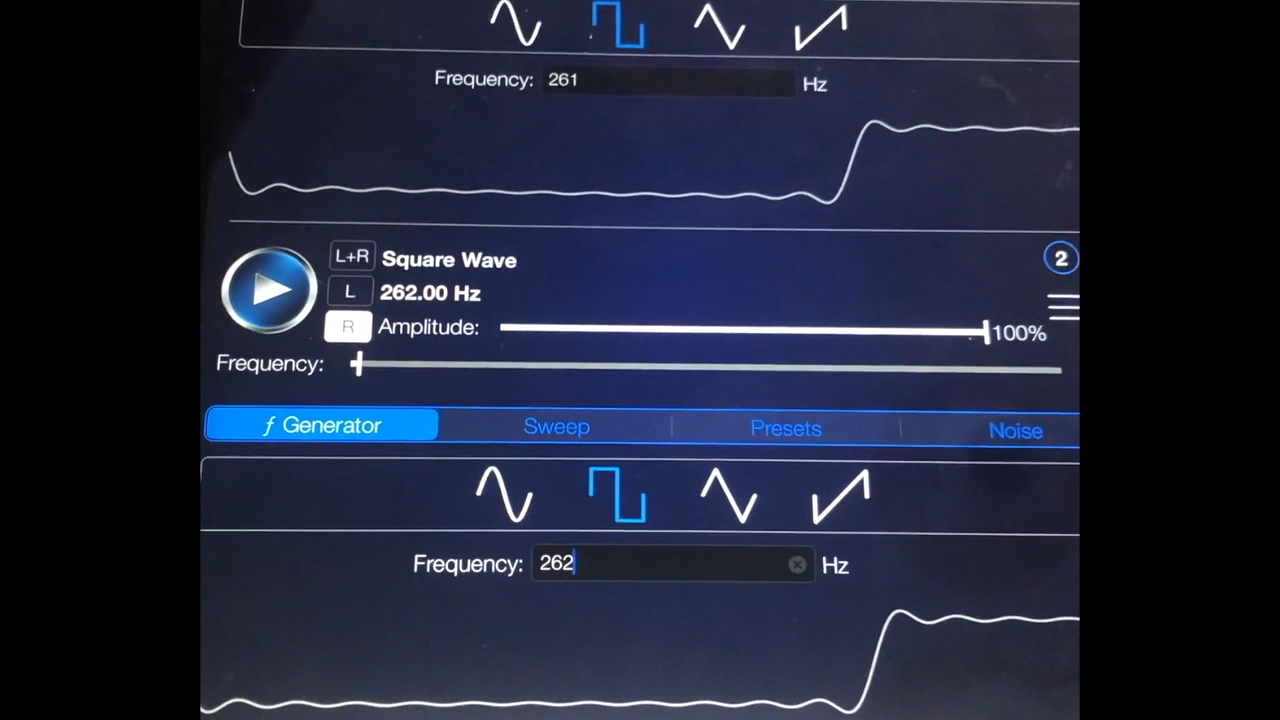 Frequency: 261 Hz
L+R Square Wave 2
L 262.00 Hz
R Amplitude: 100%
Frequency:
ƒ Generator Sweep Presets Noise
Frequency: 262 Hz